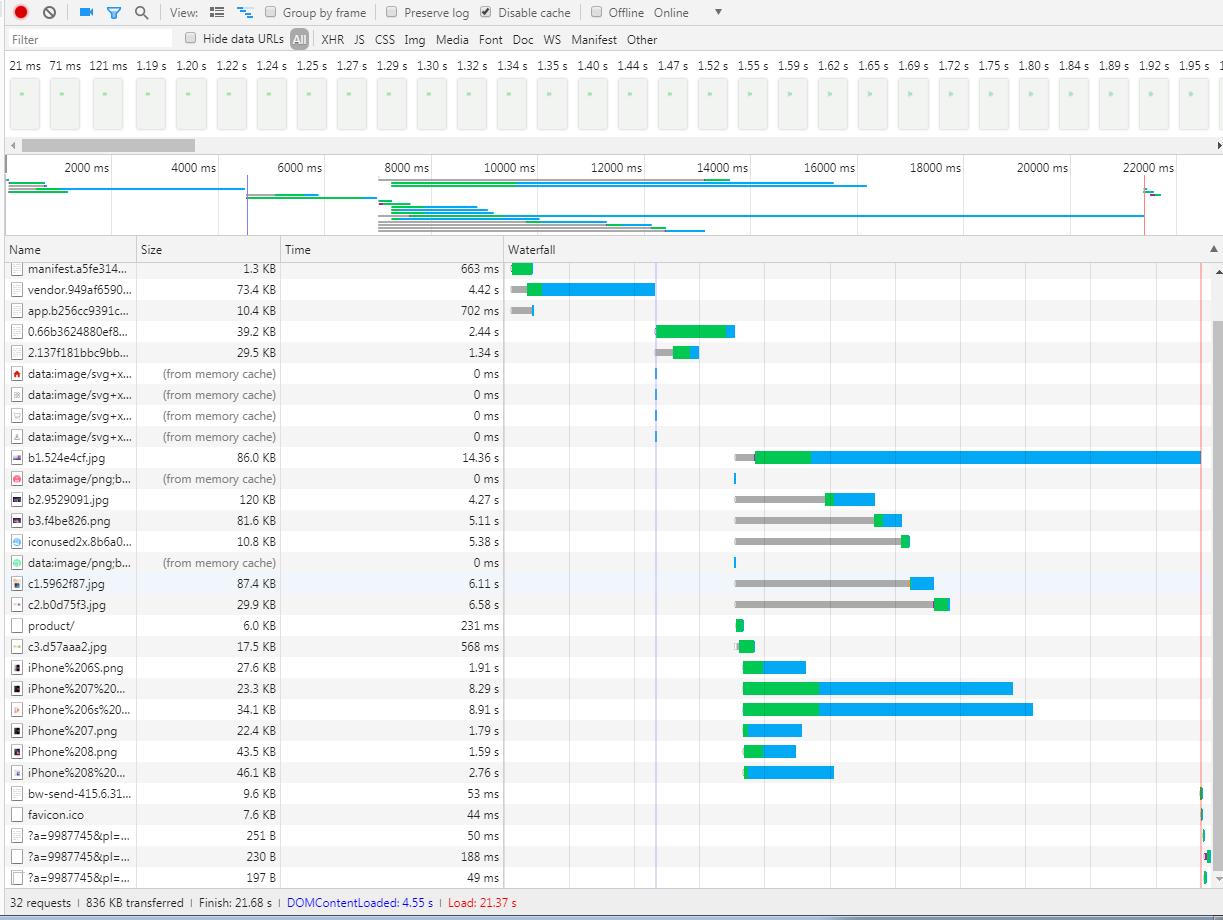 View: Group by frame Preserve log Disable cache Offline Online
Filter Hide data URLs All XHR JS CSS Img Media Font Doc WS Manifest Other
21 ms 71 ms 121 ms 1.19 s 1.20 s 1.22 s 1.24 s 1.25 s 1.27 s 1.29 s 1.30 s 1.32 s 1.34 s 1.35 s 1.40 s 1.44 s 1.47 s 1.52 s 1.55 s 1.59 s 1.62 s 1.65 s 1.69 s 1.72 s 1.75 s 1.80 s 1.84 s 1.89 s 1.92 s 1.95 s
2000 ms 4000 ms 6000 ms 8000 ms 10000 ms 12000 ms 14000 ms 16000 ms 18000 ms 20000 ms 22000 ms
Name Size Time Waterfall
manifest.a5fe314... 1.3 KB 663 ms
vendor.949af6590... 73.4 KB 4.42 s
app.b256cc9391c... 10.4 KB 702 ms
0.66b3624880ef8... 39.2 KB 2.44 s
2.137f181bbc9bb... 29.5 KB 1.34 s
data:image/svg+x... (from memory cache) 0 ms
data:image/svg+x... (from memory cache) 0 ms
data:image/svg+x... (from memory cache) 0 ms
data:image/svg+x... (from memory cache) 0 ms
b1.524e4cf.jpg 86.0 KB 14.36 s
data:image/png;b... (from memory cache) 0 ms
b2.9529091.jpg 120 KB 4.27 s
b3.f4be826.png 81.6 KB 5.11 s
iconused2x.8b6a0... 10.8 KB 5.38 s
data:image/png;b... (from memory cache) 0 ms
c1.5962f87.jpg 87.4 KB 6.11 s
c2.b0d75f3.jpg 29.9 KB 6.58 s
product/ 6.0 KB 231 ms
c3.d57aaa2.jpg 17.5 KB 568 ms
iPhone%206S.png 27.6 KB 1.91 s
iPhone%207%20... 23.3 KB 8.29 s
iPhone%206s%20... 34.1 KB 8.91 s
iPhone%207.png 22.4 KB 1.79 s
iPhone%208.png 43.5 KB 1.59 s
iPhone%208%20... 46.1 KB 2.76 s
bw-send-415.6.31... 9.6 KB 53 ms
favicon.ico 7.6 KB 44 ms
?a=9987745&pl=... 251 B 50 ms
?a=9987745&pl=... 230 B 188 ms
?a=9987745&pl=... 197 B 49 ms
32 requests | 836 KB transferred | Finish: 21.68 s | DOMContentLoaded: 4.55 s | Load: 21.37 s